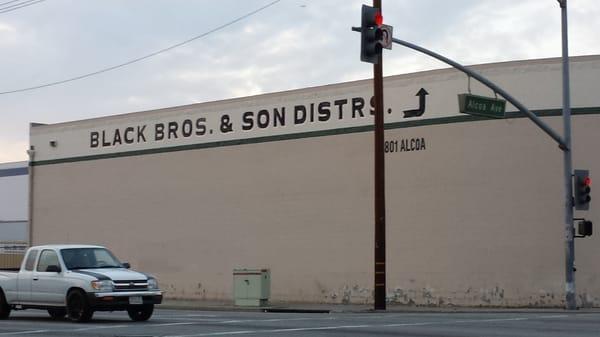 BLACK BROS. & SON DISTRS.
Alcoa Ave
801 ALCOA